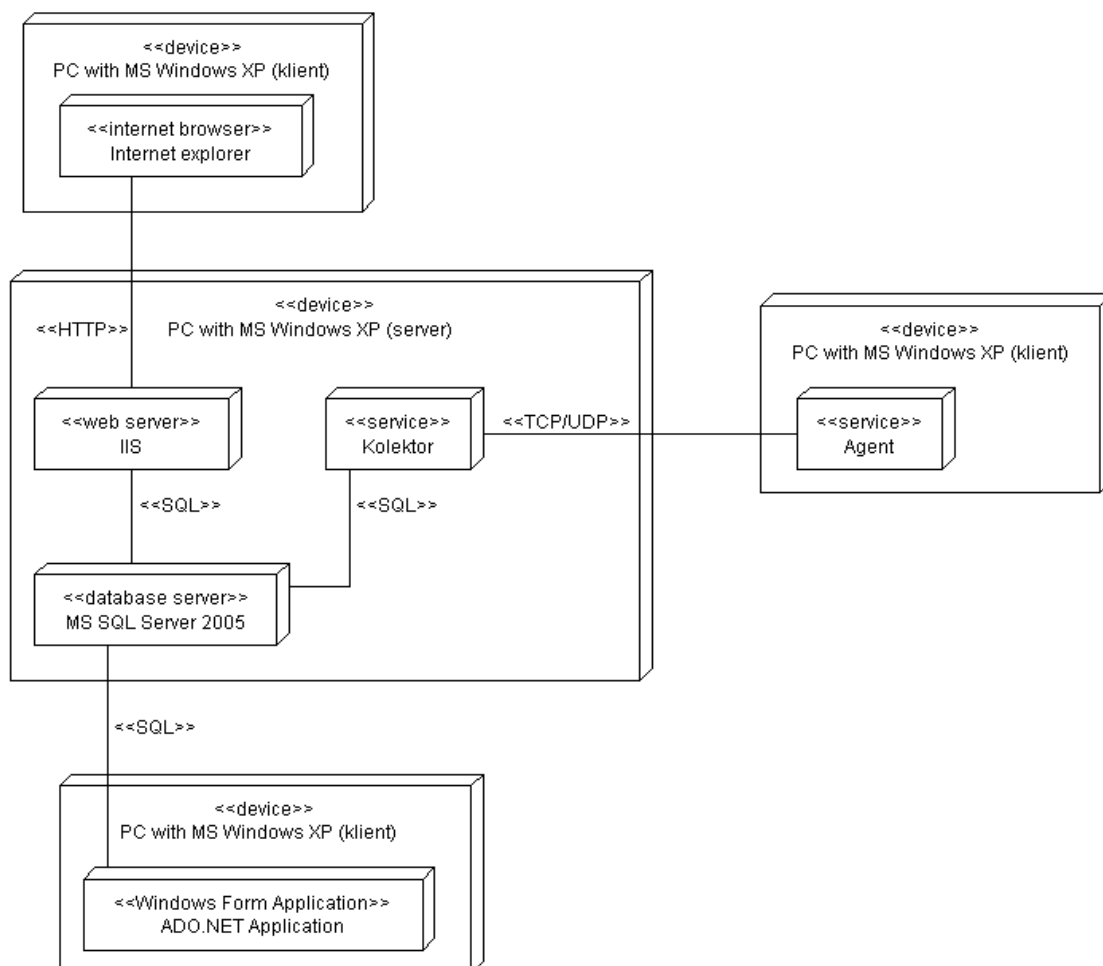 <<device>>
PC with MS Windows XP (klient)
<<internet browser>>
Internet explorer
<<device>>
PC with MS Windows XP (server)
<<HTTP>>
<<web server>>
IIS
<<service>>
Kolektor
<<TCP/UDP>>
<<device>>
PC with MS Windows XP (klient)
<<service>>
Agent
<<SQL>>
<<SQL>>
<<database server>>
MS SQL Server 2005
<<SQL>>
<<device>>
PC with MS Windows XP (klient)
<<Windows Form Application>>
ADO.NET Application